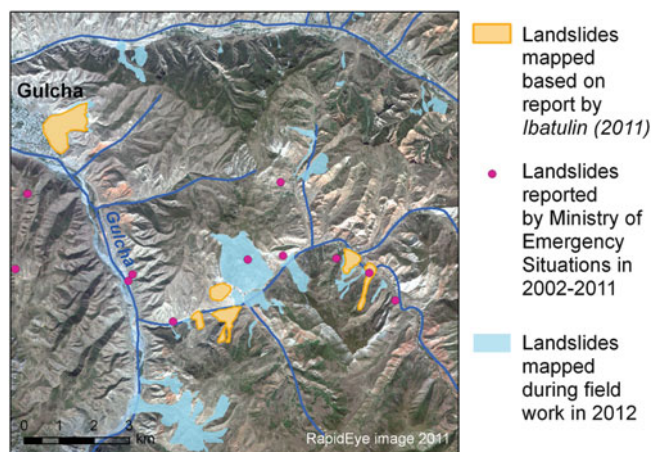 Gulcha
Gulcha
0 1 2 3
km
RapidEye image 2011
Landslides
mapped
based on
report by
Ibatulin (2011)
Landslides
reported
by Ministry of
Emergency
Situations in
2002-2011
Landslides
mapped
during field
work in 2012